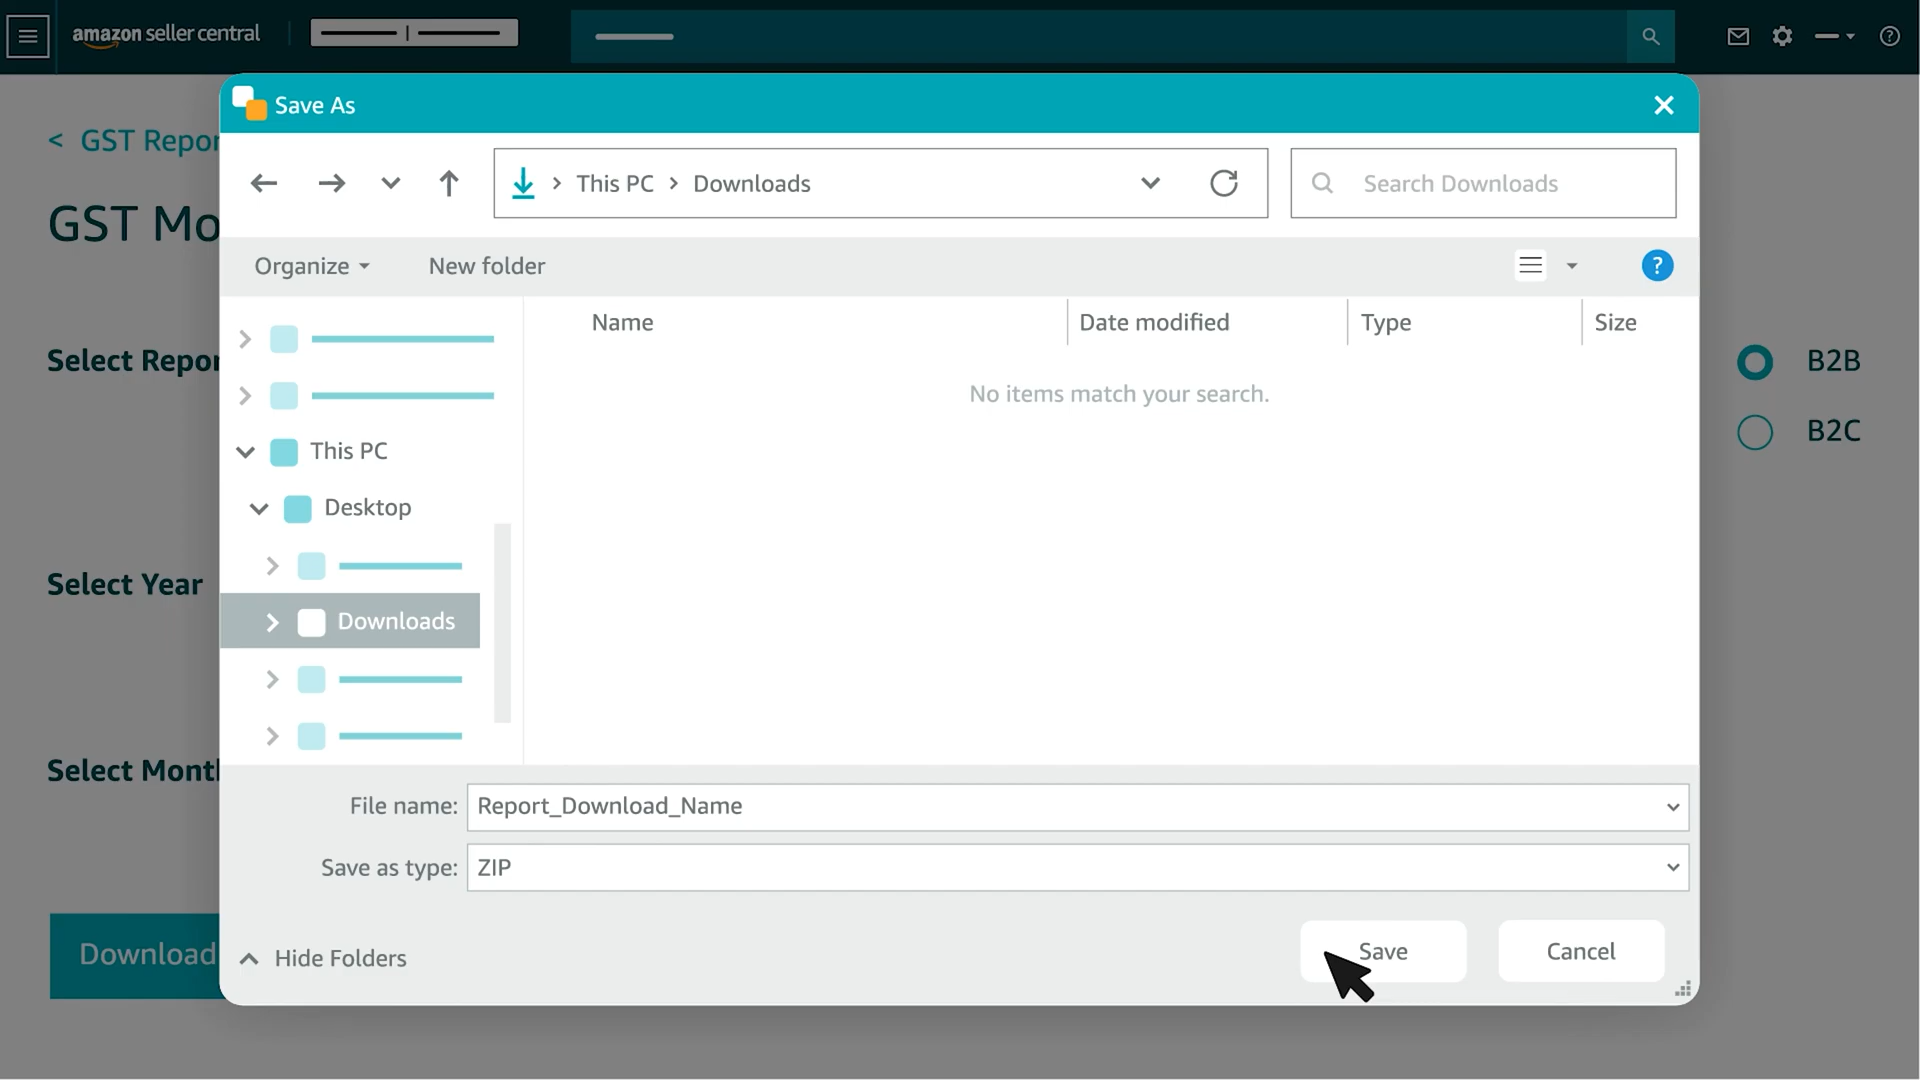 amazon seller central
Save As
< GST Repor
This PC > Downloads
Search Downloads
GST Mo
Organize
New folder
?
Name
Date modified
Type
Size
Select Repor
B2B
No items match your search.
B2C
This PC
Desktop
Select Year
Downloads
Select Mont
File name:
Report_Download_Name
Save as type:
ZIP
Download
Hide Folders
Save
Cancel